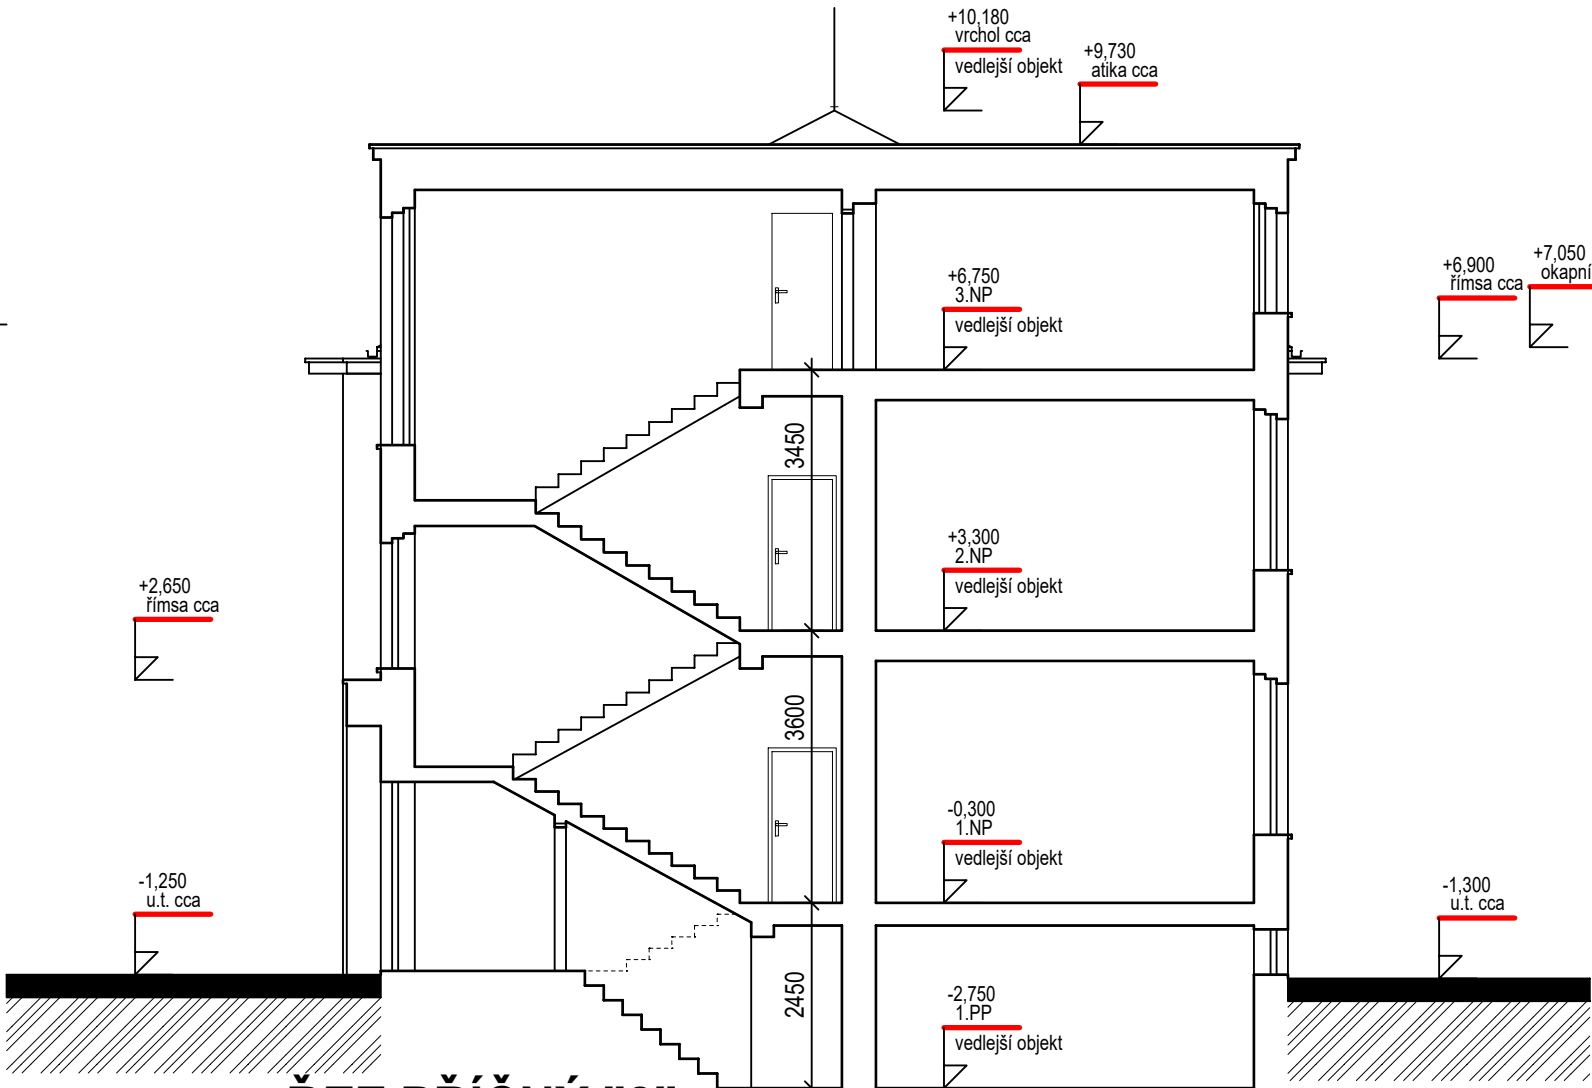 +10,180
vrchol cca
vedlejší objekt
+9,730
atika cca
+6,750
3.NP
vedlejší objekt
+6,900
římsa cca
+7,050
okapní
3450
+3,300
2.NP
vedlejší objekt
+2,650
římsa cca
3600
-0,300
1.NP
vedlejší objekt
-1,250
u.t. cca
-1,300
u.t. cca
2450
-2,750
1.PP
vedlejší objekt